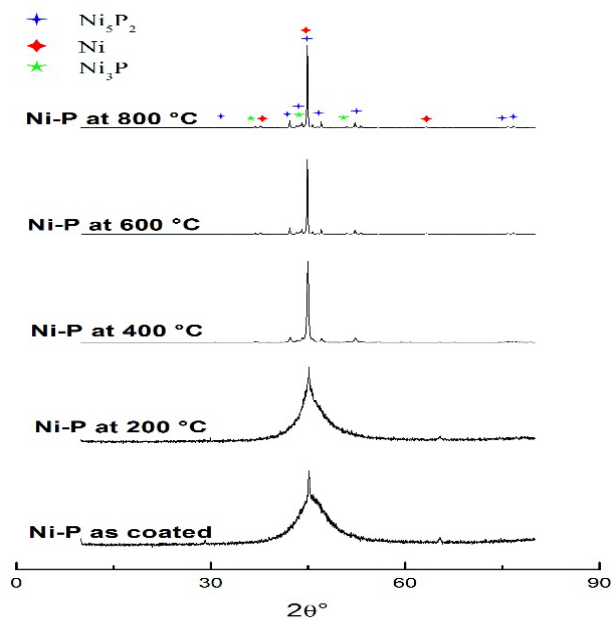 Ni₅P₂
Ni
Ni₃P
Ni-P at 800 °C
Ni-P at 600 °C
Ni-P at 400 °C
Ni-P at 200 °C
Ni-P as coated
0 30 60 90
2θ°